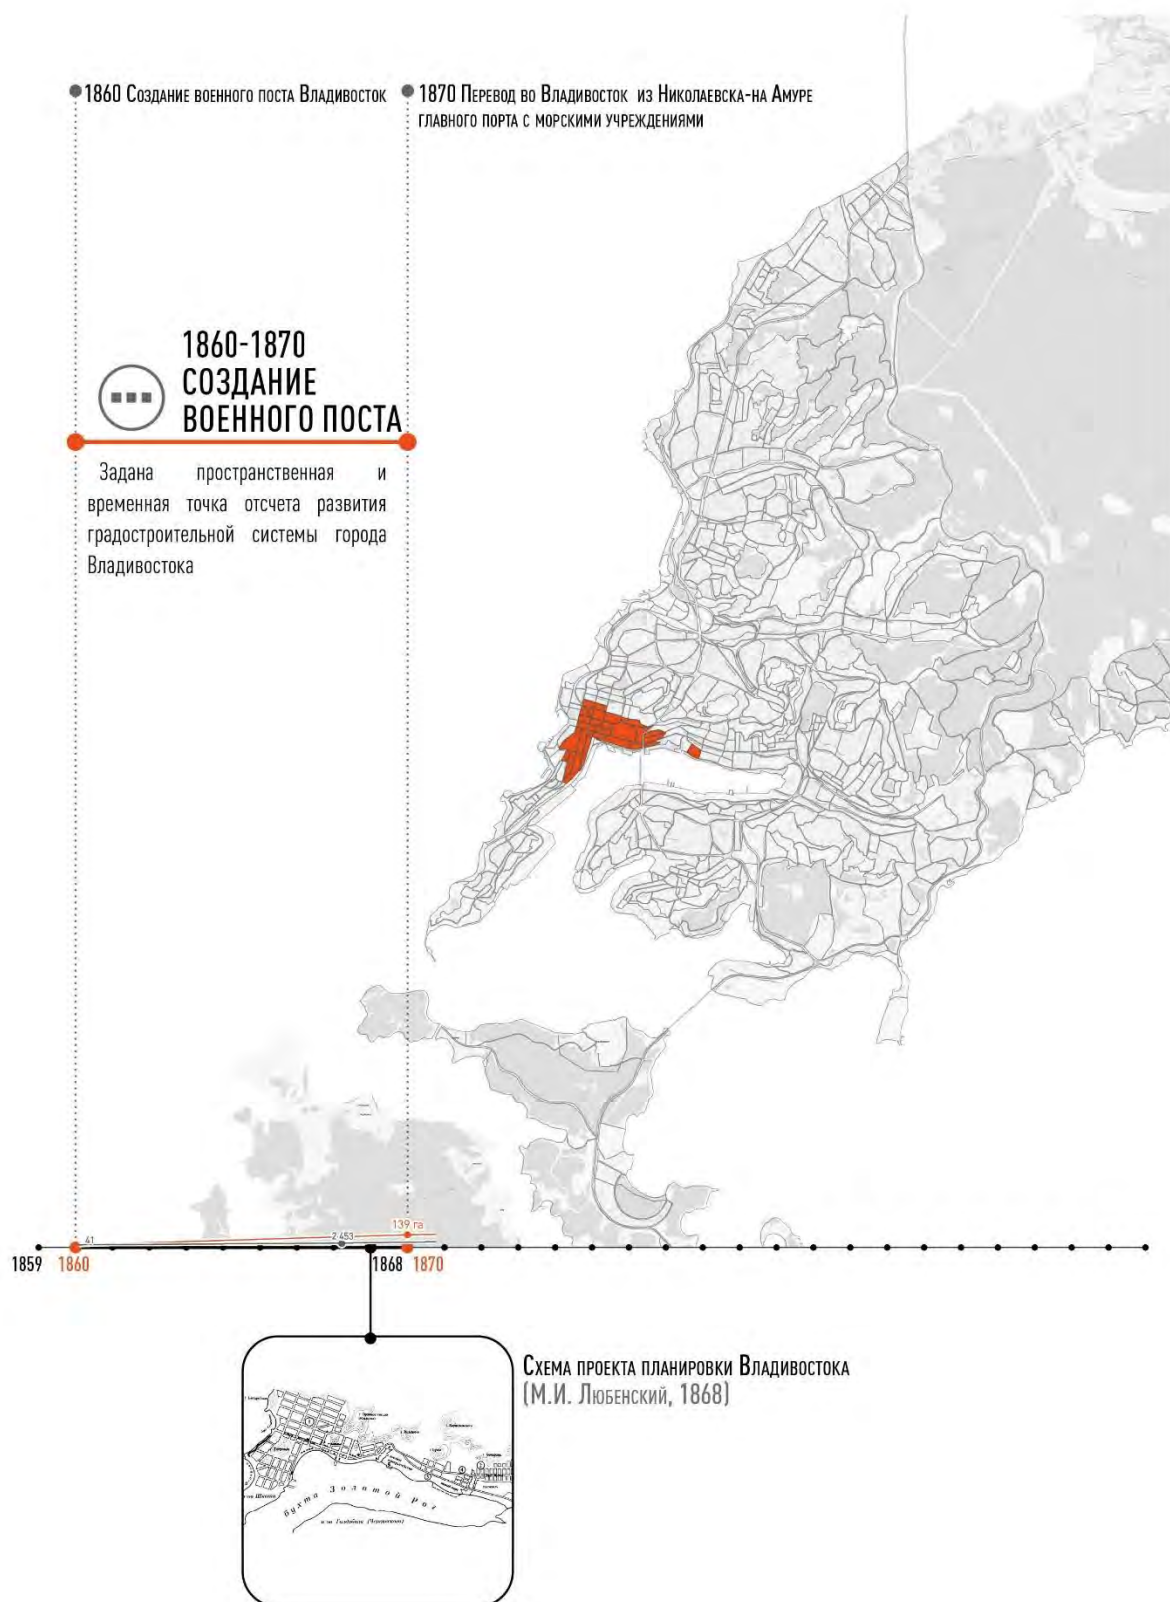 1860 Создание военного поста Владивосток
1870 Перевод во Владивосток из Николаевска-на Амуре
главного порта с морскими учреждениями
1860-1870
СОЗДАНИЕ
ВОЕННОГО ПОСТА
Задана пространственная и
временная точка отсчета развития
градостроительной системы города
Владивостока
41
2 453
139 га
1859 1860 1868 1870
Схема проекта планировки Владивостока
(М.И. Любенский, 1868)
бухта Золотой рог